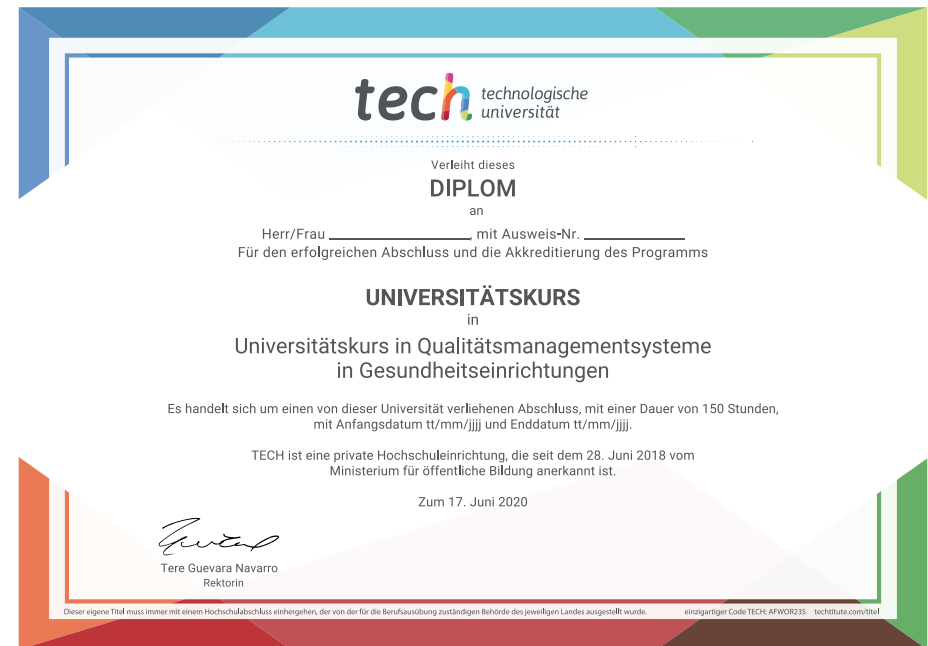 tech technologische
universität
Verleiht dieses
DIPLOM
an
Herr/Frau ____________________, mit Ausweis-Nr. ______________
Für den erfolgreichen Abschluss und die Akkreditierung des Programms
UNIVERSITÄTSKURS
in
Universitätskurs in Qualitätsmanagementsysteme
in Gesundheitseinrichtungen
Es handelt sich um einen von dieser Universität verliehenen Abschluss, mit einer Dauer von 150 Stunden,
mit Anfangsdatum tt/mm/jjjj und Enddatum tt/mm/jjjj.
TECH ist eine private Hochschuleinrichtung, die seit dem 28. Juni 2018 vom
Ministerium für öffentliche Bildung anerkannt ist.
Zum 17. Juni 2020
Tere Guevara Navarro
Rektorin
Dieser eigene Titel muss immer mit einem Hochschulabschluss einhergehen, der von der für die Berufsausübung zuständigen Behörde des jeweiligen Landes ausgestellt wurde. einzigartiger Code TECH: AFWOR23S techtitute.com/titel